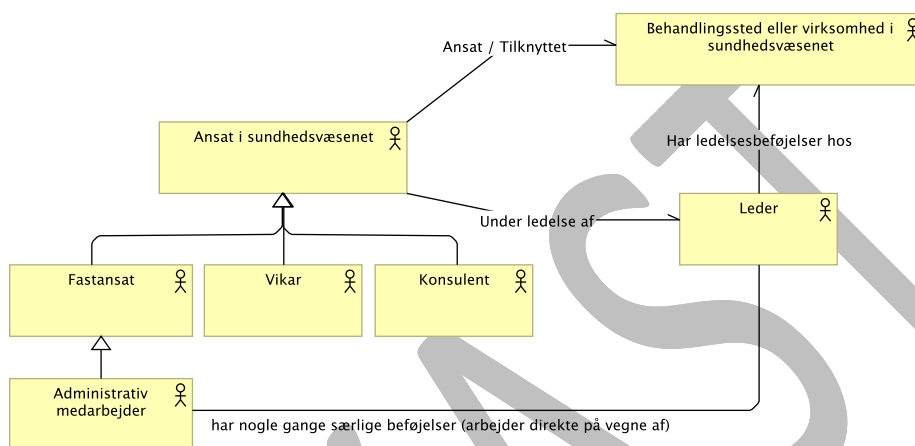 Behandlingssted eller virksomhed i
sundhedsvæsenet
Ansat / Tilknyttet
Ansat i sundhedsvæsenet
Har ledelsesbeføjelser hos
Under ledelse af
Leder
Fastansat
Vikar
Konsulent
Administrativ
medarbejder
har nogle gange særlige beføjelser (arbejder direkte på vegne af)